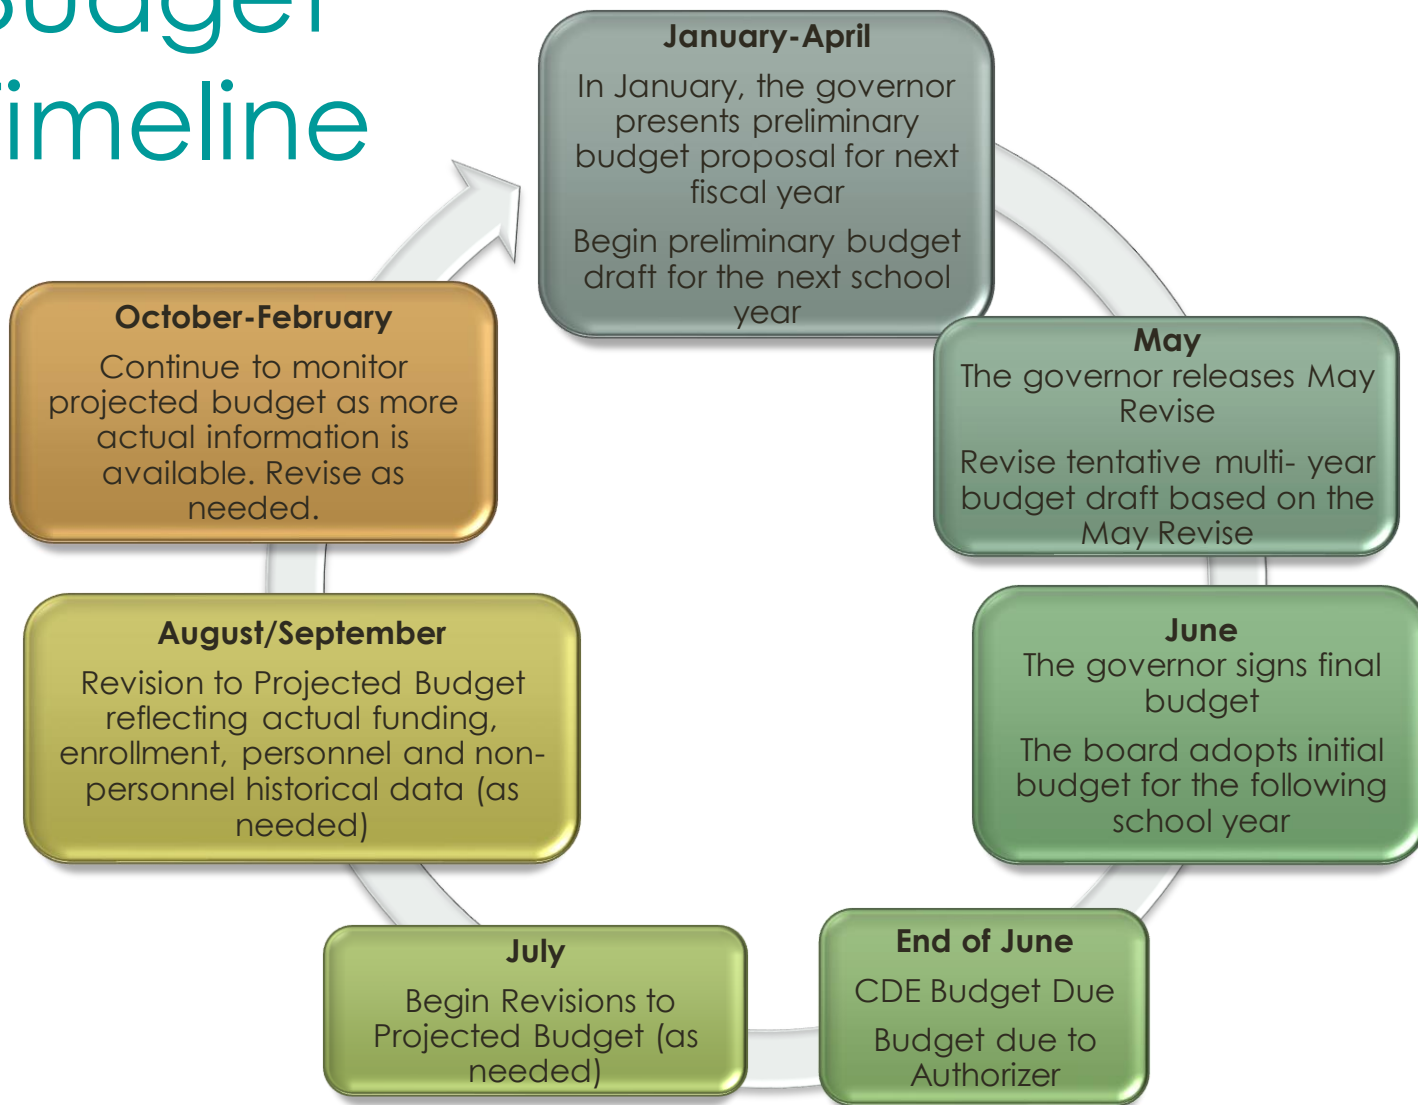 Budget
Timeline
January-April
In January, the governor
presents preliminary
budget proposal for next
fiscal year
Begin preliminary budget
draft for the next school
year
May
The governor releases May
Revise
Revise tentative multi- year
budget draft based on the
May Revise
June
The governor signs final
budget
The board adopts initial
budget for the following
school year
End of June
CDE Budget Due
Budget due to
Authorizer
July
Begin Revisions to
Projected Budget (as
needed)
August/September
Revision to Projected Budget
reflecting actual funding,
enrollment, personnel and non-
personnel historical data (as
needed)
October-February
Continue to monitor
projected budget as more
actual information is
available. Revise as
needed.